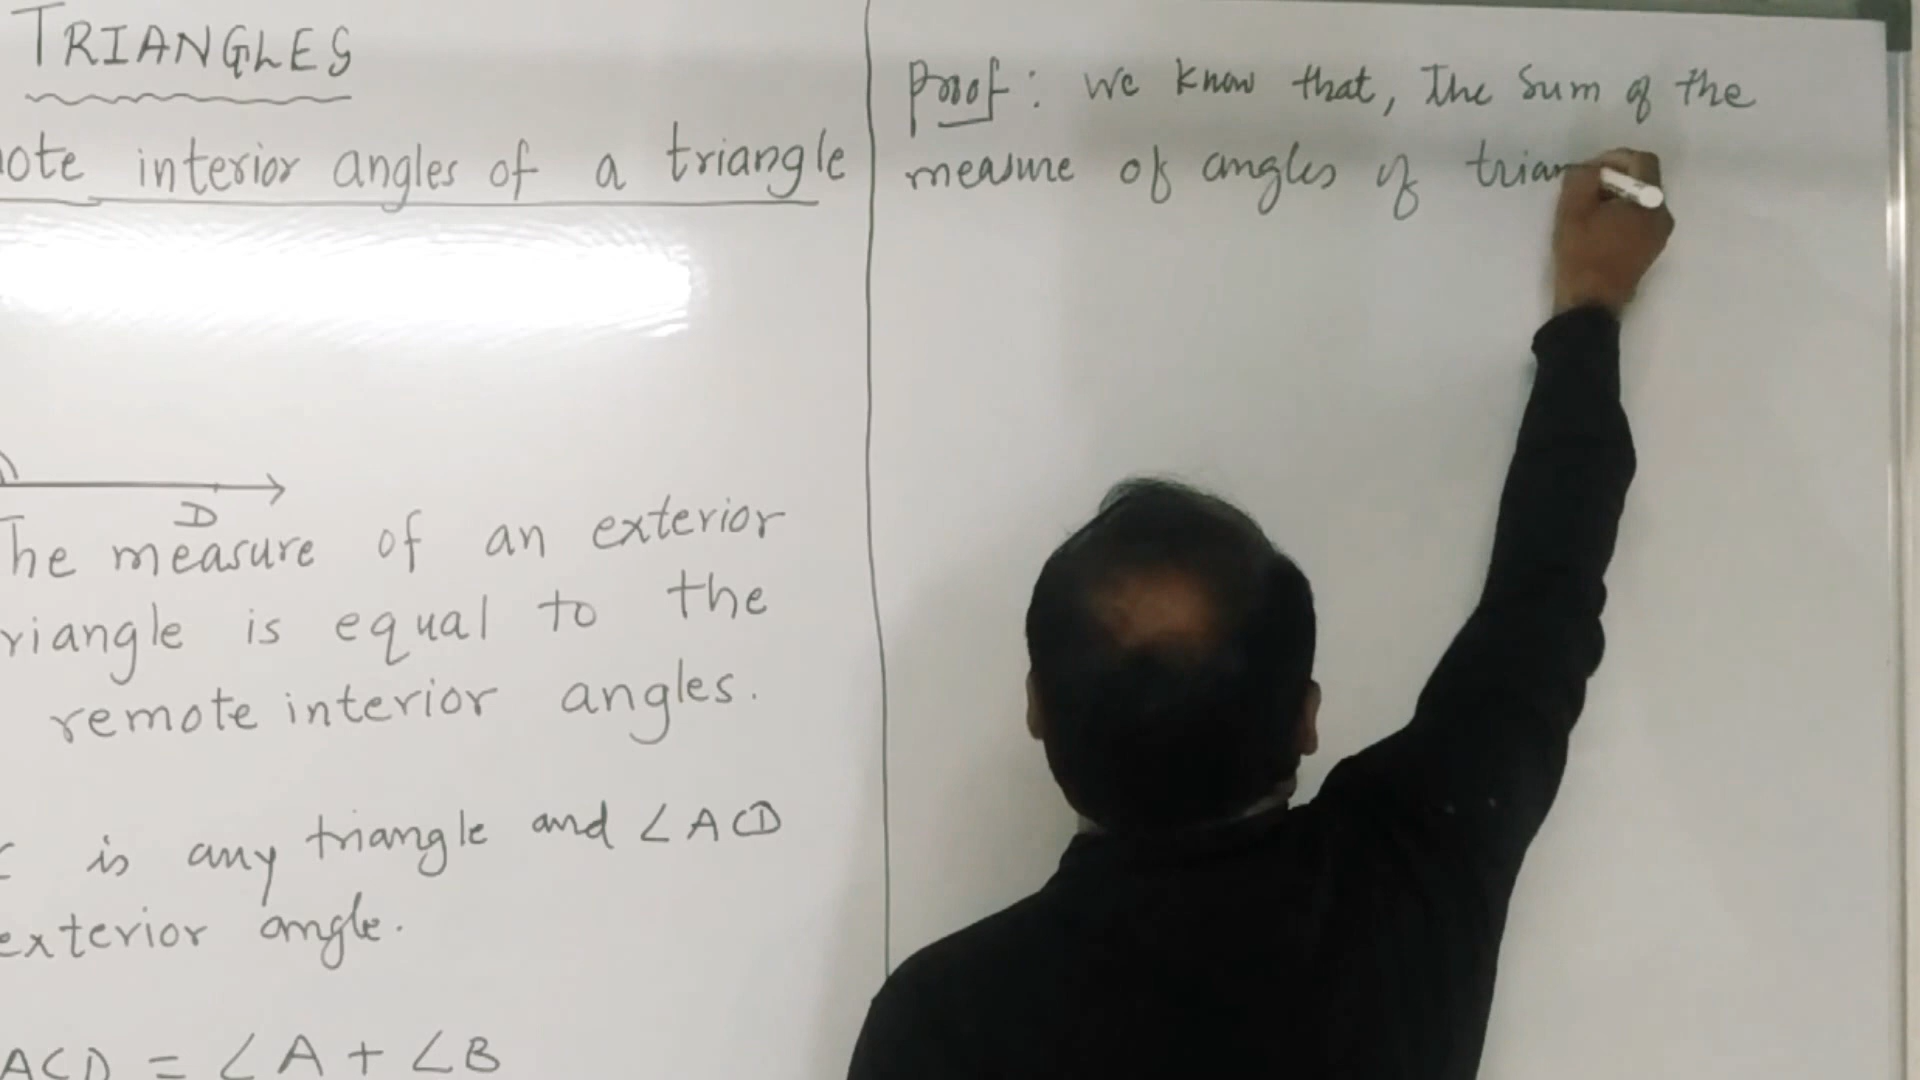 TRIANGLES
ote interior angles of a triangle
D
The measure of an exterior
riangle is equal to the
remote interior angles.
is any triangle and ∠ACD
exterior angle.
ACD = ∠A + ∠B
Proof: We know that, The Sum of the
measure of angles of trian